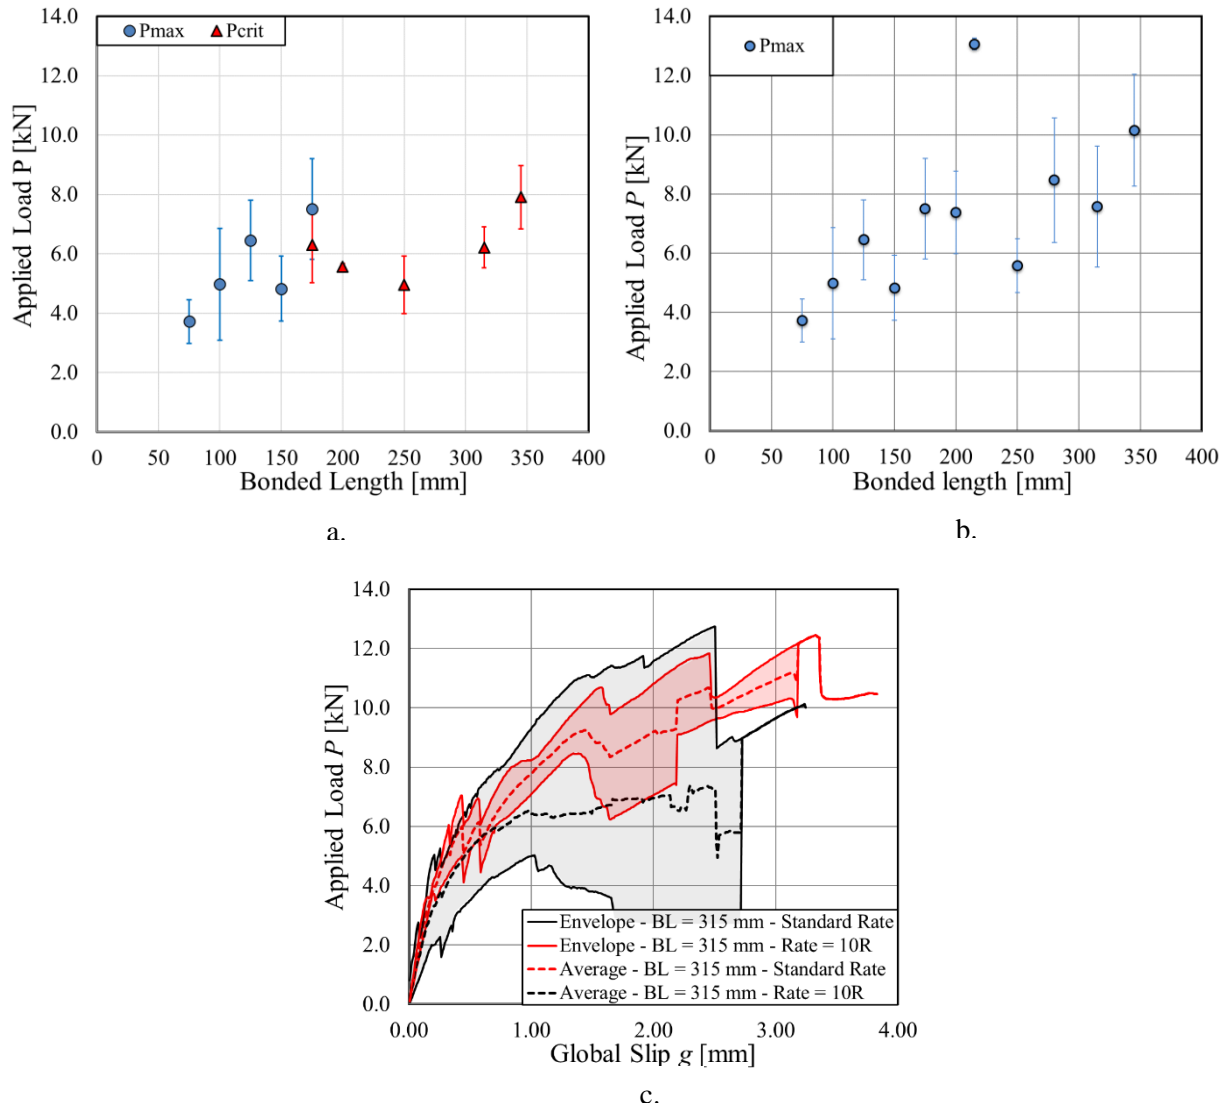 14.0
12.0
10.0
8.0
6.0
4.0
2.0
0.0
Applied Load P [kN]
Pmax Pcrit
0 50 100 150 200 250 300 350 400
Bonded Length [mm]
a.
14.0
12.0
10.0
8.0
6.0
4.0
2.0
0.0
Applied Load P [kN]
Pmax
0 50 100 150 200 250 300 350 400
Bonded length [mm]
b.
14.0
12.0
10.0
8.0
6.0
4.0
2.0
0.0
Applied Load P [kN]
Envelope - BL = 315 mm - Standard Rate
Envelope - BL = 315 mm - Rate = 10R
Average - BL = 315 mm - Standard Rate
Average - BL = 315 mm - Rate = 10R
0.00 1.00 2.00 3.00 4.00
Global Slip g [mm]
c.